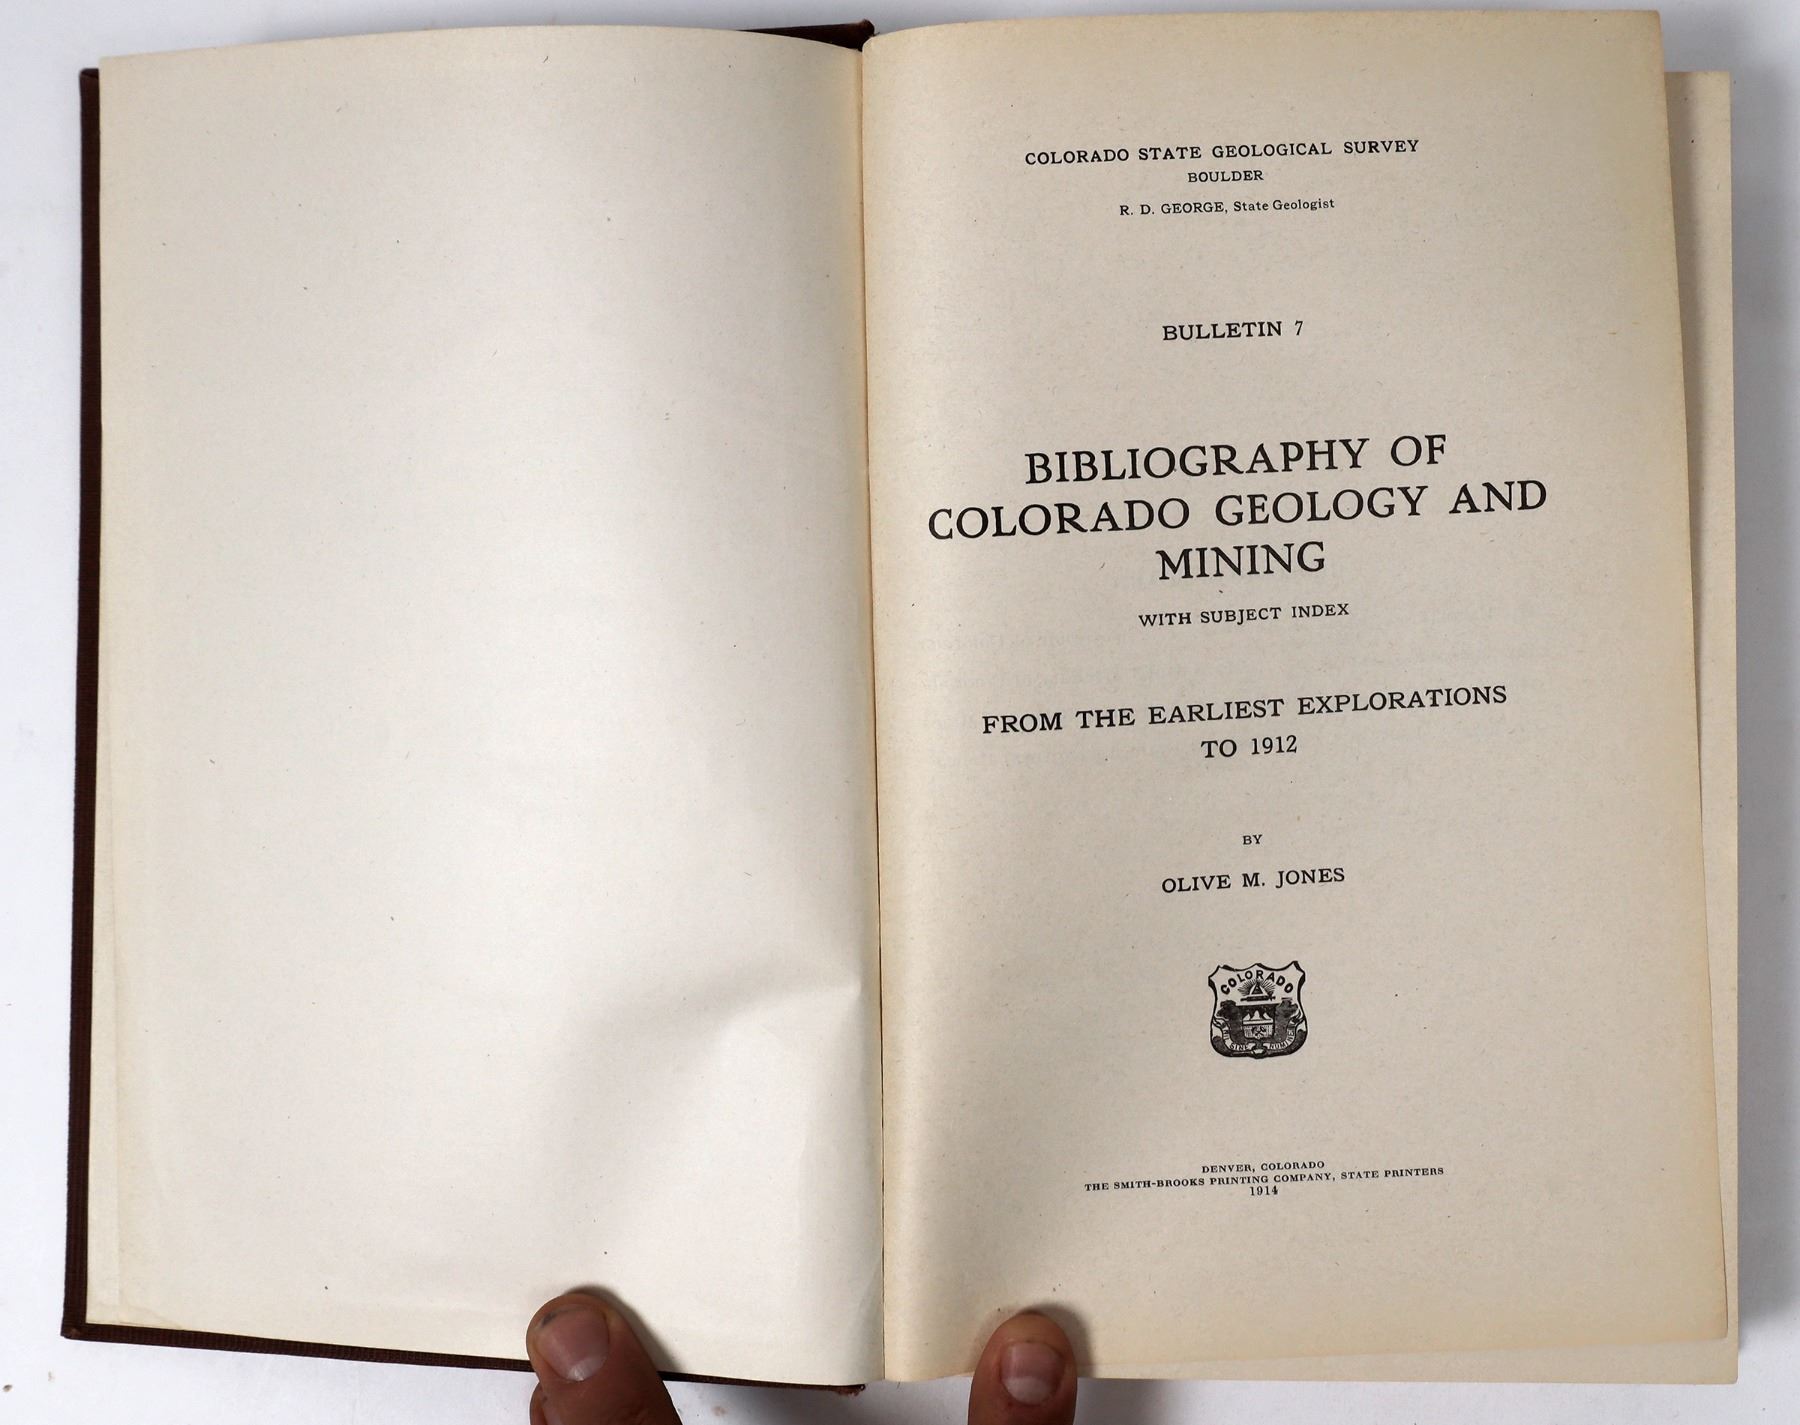 COLORADO STATE GEOLOGICAL SURVEY
BOULDER
R. D. GEORGE, State Geologist
BULLETIN 7
BIBLIOGRAPHY OF
COLORADO GEOLOGY AND
MINING
WITH SUBJECT INDEX
FROM THE EARLIEST EXPLORATIONS
TO 1912
BY
OLIVE M. JONES
COLORADO
SINE NUMINE
DENVER, COLORADO
THE SMITH-BROOKS PRINTING COMPANY, STATE PRINTERS
1914